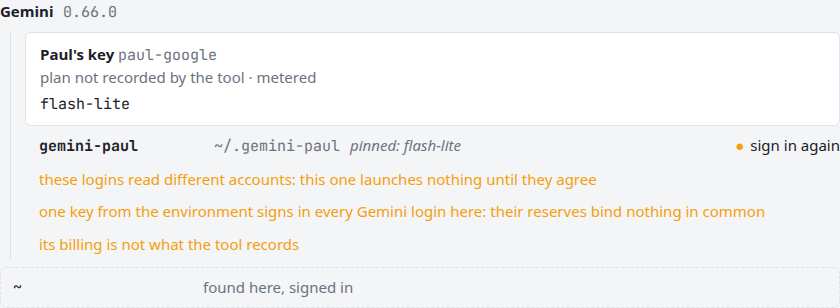 Gemini 0.66.0
Paul's key paul-google
plan not recorded by the tool · metered
flash-lite
gemini-paul ~/.gemini-paul pinned: flash-lite ● sign in again
these logins read different accounts: this one launches nothing until they agree
one key from the environment signs in every Gemini login here: their reserves bind nothing in common
its billing is not what the tool records
~ found here, signed in